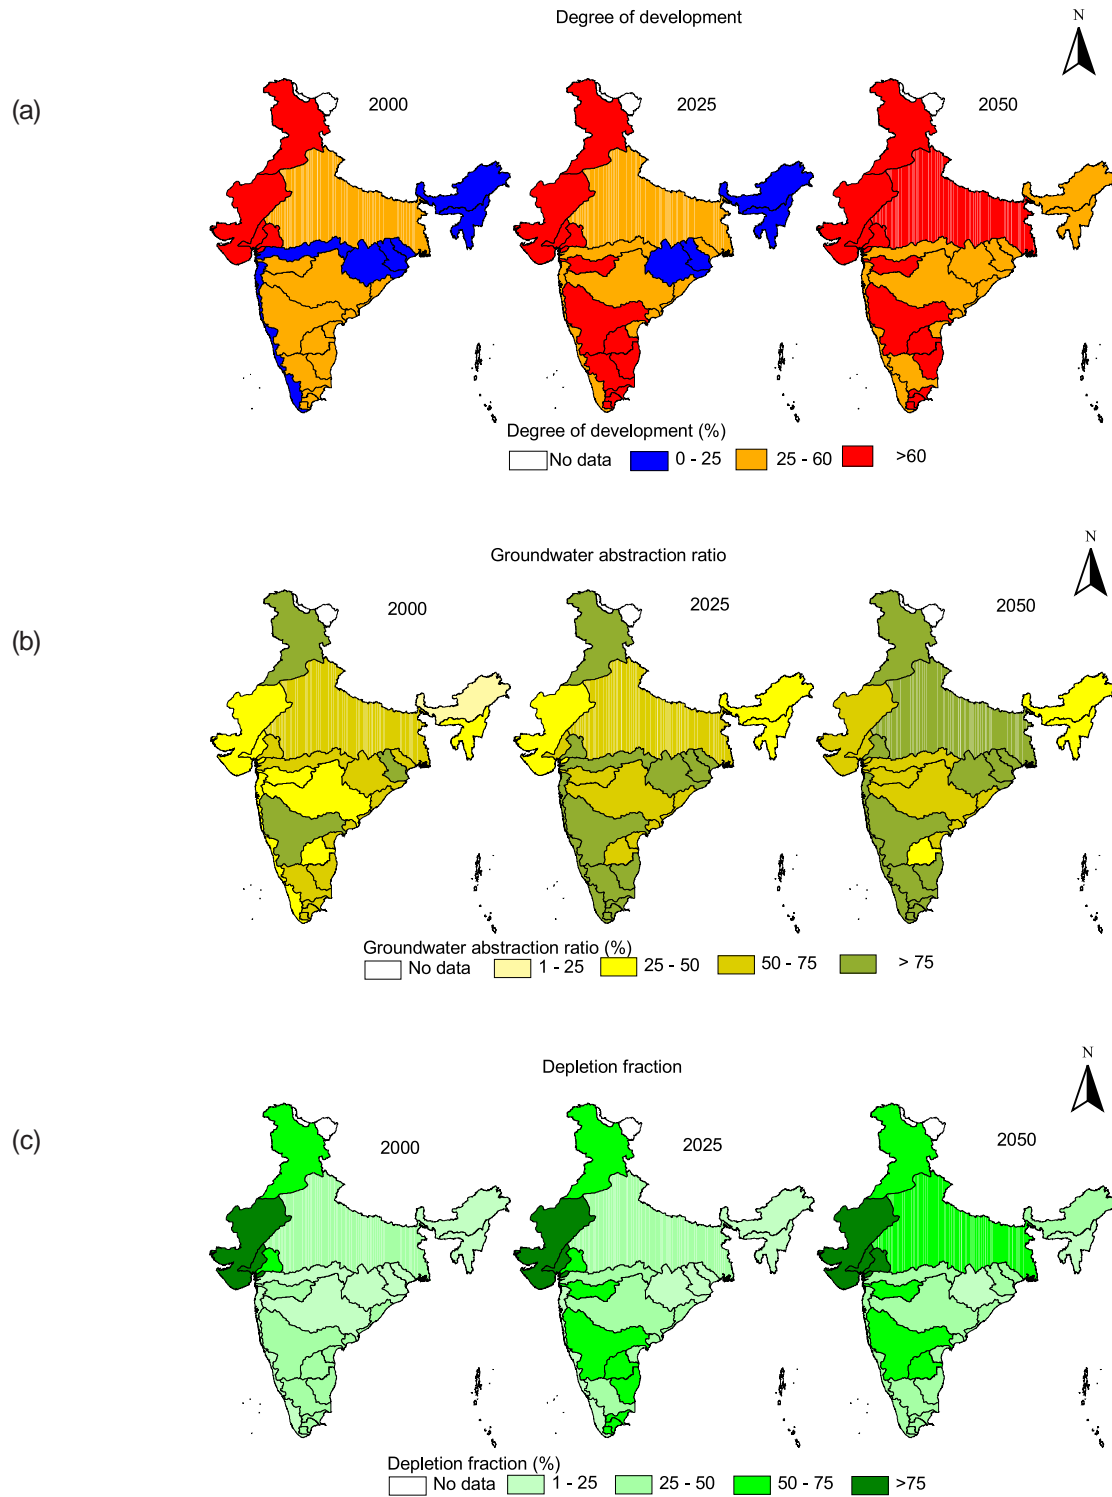 Degree of development
N
(a)
2000
2025
2050
Degree of development (%)
No data
0 - 25
25 - 60
>60
Groundwater abstraction ratio
N
(b)
2000
2025
2050
Groundwater abstraction ratio (%)
No data
1 - 25
25 - 50
50 - 75
> 75
Depletion fraction
N
(c)
2000
2025
2050
Depletion fraction (%)
No data
1 - 25
25 - 50
50 - 75
>75